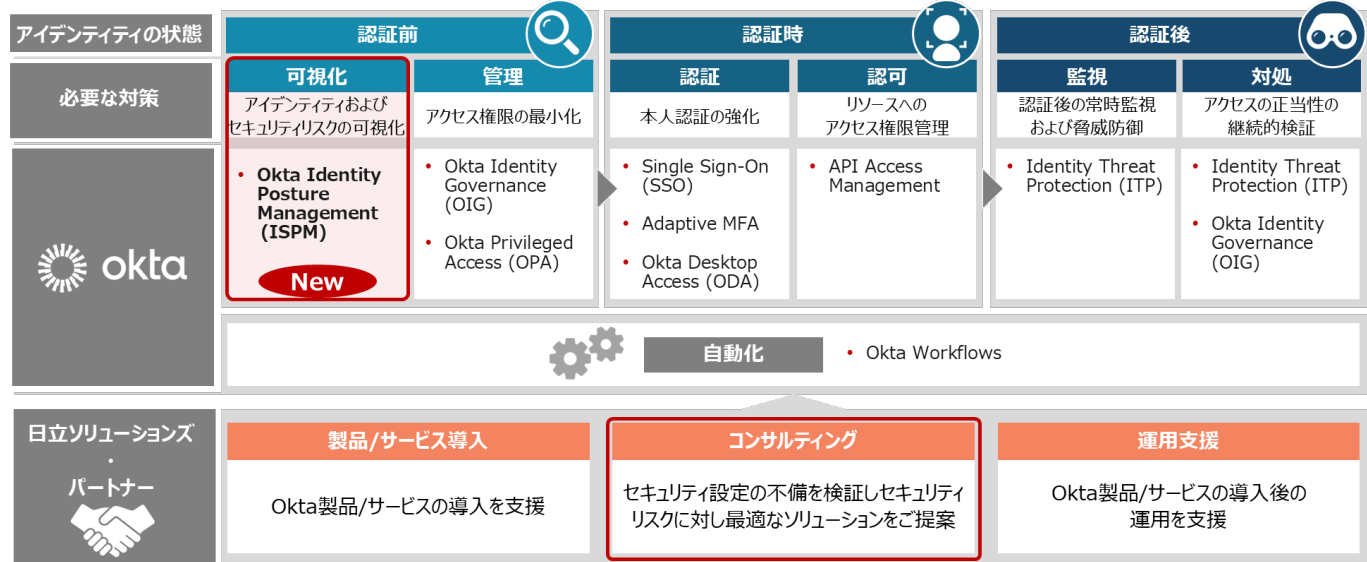 アイデンティティの状態
認証前
認証時
認証後
必要な対策
可視化
アイデンティティおよび
セキュリティリスクの可視化
管理
アクセス権限の最小化
認証
本人認証の強化
認可
リソースへの
アクセス権限管理
監視
認証後の常時監視
および脅威防御
対処
アクセスの正当性の
継続的検証
okta
• Okta Identity
Posture
Management
(ISPM)
New
• Okta Identity
Governance
(OIG)
• Okta Privileged
Access (OPA)
• Single Sign-On
(SSO)
• Adaptive MFA
• Okta Desktop
Access (ODA)
• API Access
Management
• Identity Threat
Protection (ITP)
• Identity Threat
Protection (ITP)
• Okta Identity
Governance
(OIG)
自動化
• Okta Workflows
日立ソリューションズ
・
パートナー
製品/サービス導入
Okta製品/サービスの導入を支援
コンサルティング
セキュリティ設定の不備を検証しセキュリティ
リスクに対し最適なソリューションをご提案
運用支援
Okta製品/サービスの導入後の
運用を支援